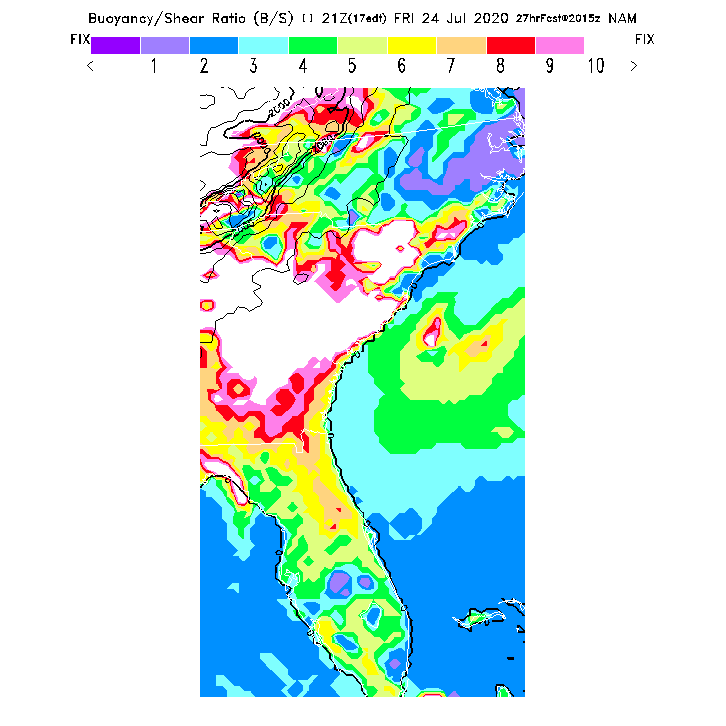 Buoyancy/Shear Ratio (B/S) [] 21Z(17edt) FRI 24 Jul 2020 27hrFcst@2015z NAM
FIX FIX
< 1 2 3 4 5 6 7 8 9 10 >
2000